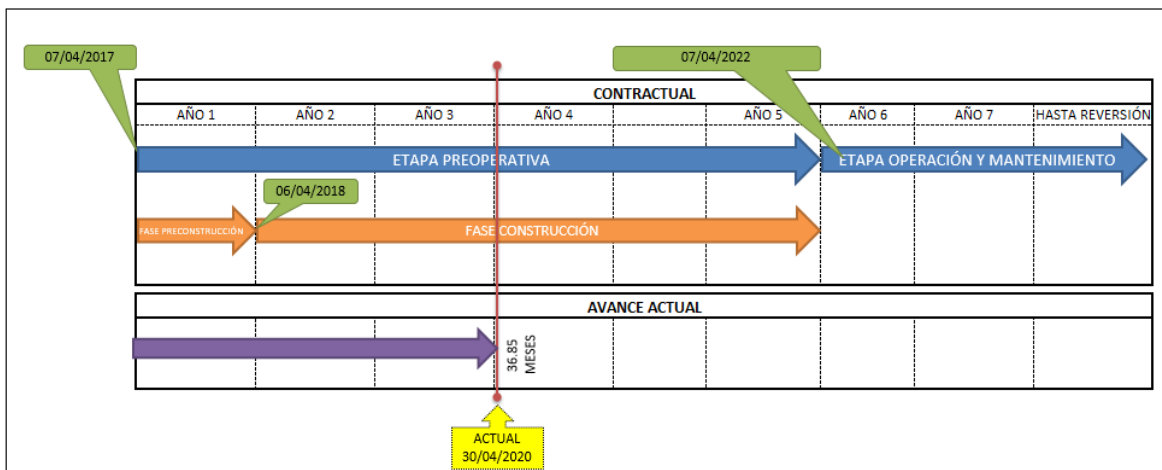 07/04/2017
07/04/2022
CONTRACTUAL
AÑO 1 AÑO 2 AÑO 3 AÑO 4 AÑO 5 AÑO 6 AÑO 7 HASTA REVERSIÓN
ETAPA PREOPERATIVA
ETAPA OPERACIÓN Y MANTENIMIENTO
06/04/2018
FASE PRECONSTRUCCIÓN
FASE CONSTRUCCIÓN
AVANCE ACTUAL
36.85
MESES
ACTUAL
30/04/2020